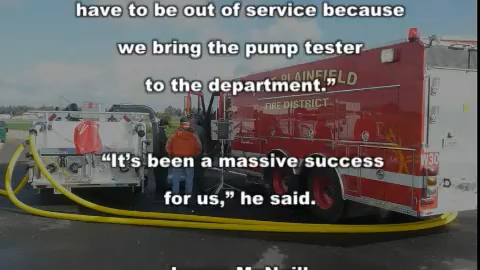 have to be out of service because
we bring the pump tester
to the department.”
“It’s been a massive success
for us,” he said.
PLAINFIELD
FIRE DISTRICT